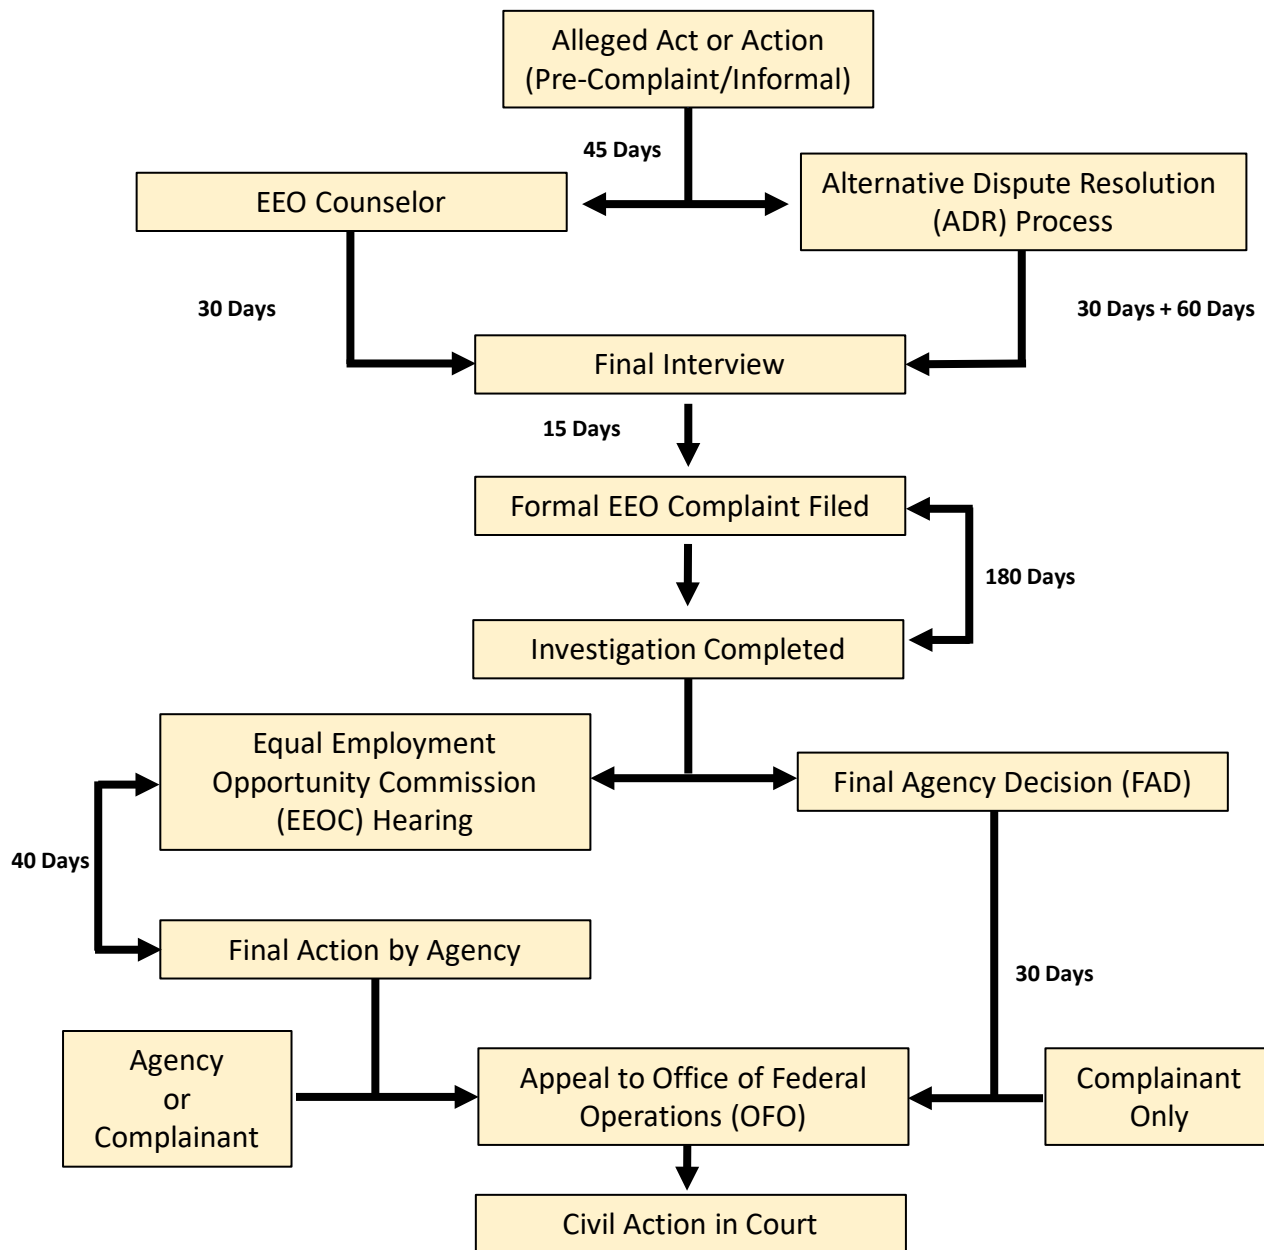 Alleged Act or Action
(Pre-Complaint/Informal)
45 Days
EEO Counselor
Alternative Dispute Resolution
(ADR) Process
30 Days
30 Days + 60 Days
Final Interview
15 Days
Formal EEO Complaint Filed
180 Days
Investigation Completed
Equal Employment
Opportunity Commission
(EEOC) Hearing
Final Agency Decision (FAD)
40 Days
Final Action by Agency
30 Days
Agency
or
Complainant
Appeal to Office of Federal
Operations (OFO)
Complainant
Only
Civil Action in Court